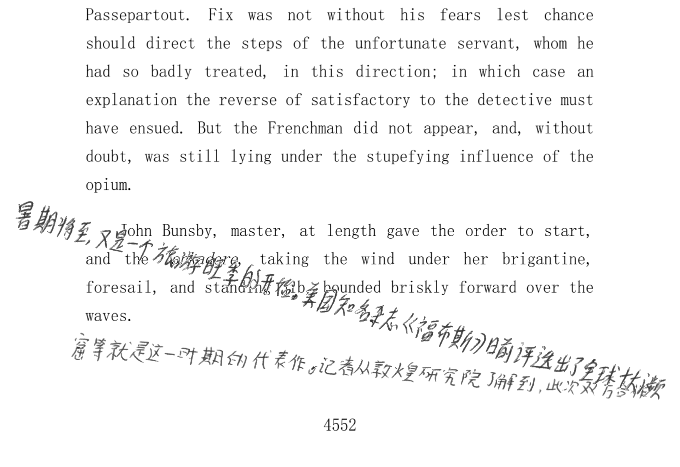 Passepartout. Fix was not without his fears lest chance
should direct the steps of the unfortunate servant, whom he
had so badly treated, in this direction; in which case an
explanation the reverse of satisfactory to the detective must
have ensued. But the Frenchman did not appear, and, without
doubt, was still lying under the stupefying influence of the
opium.
John Bunsby, master, at length gave the order to start,
and the Tankadere, taking the wind under her brigantine,
foresail, and standing-jib, bounded briskly forward over the
waves.
暑期将至,又是一个旅游旺季的开始。美国知名杂志《福布斯》日前评选出了全球十大
窟等就是这一时期的代表作。记者从敦煌研究院了解到,此次双方
4552